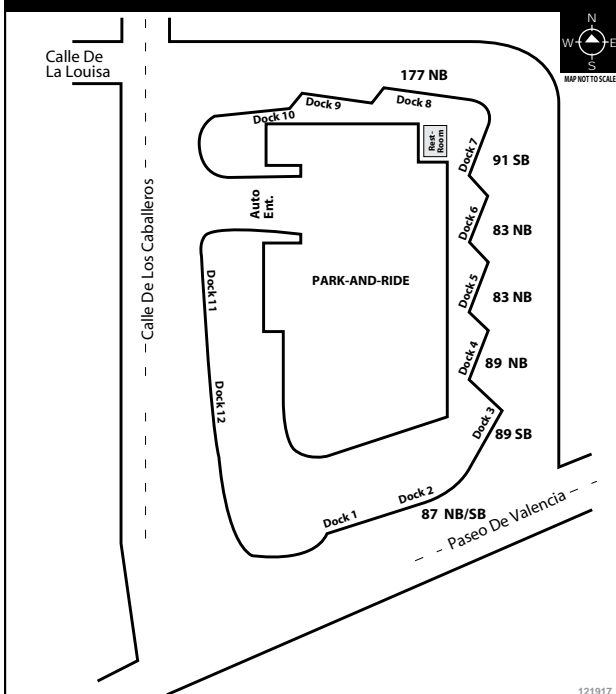 N
W E
S
MAP NOT TO SCALE
Calle De
La Louisa
177 NB
Dock 9
Dock 8
Dock 10
Rest-
Room
Dock 7
91 SB
Calle De Los Caballeros
Auto
Ent.
Dock 6
83 NB
PARK-AND-RIDE
Dock 11
Dock 5
83 NB
Dock 4
89 NB
Dock 12
Dock 3
89 SB
Dock 1
Dock 2
87 NB/SB
Paseo De Valencia
121917